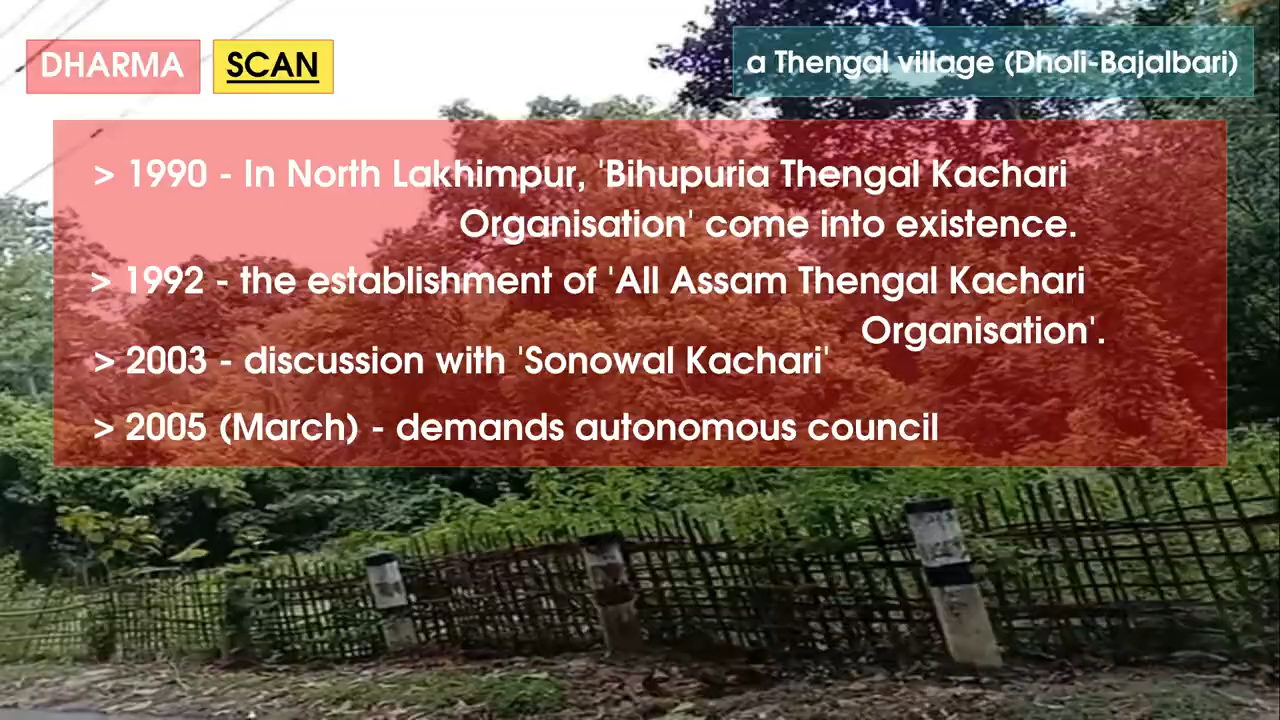 DHARMA SCAN
a Thengal village (Dholi-Bajalbari)
> 1990 - In North Lakhimpur, 'Bihupuria Thengal Kachari
Organisation' come into existence.
> 1992 - the establishment of 'All Assam Thengal Kachari
Organisation'.
> 2003 - discussion with 'Sonowal Kachari'
> 2005 (March) - demands autonomous council